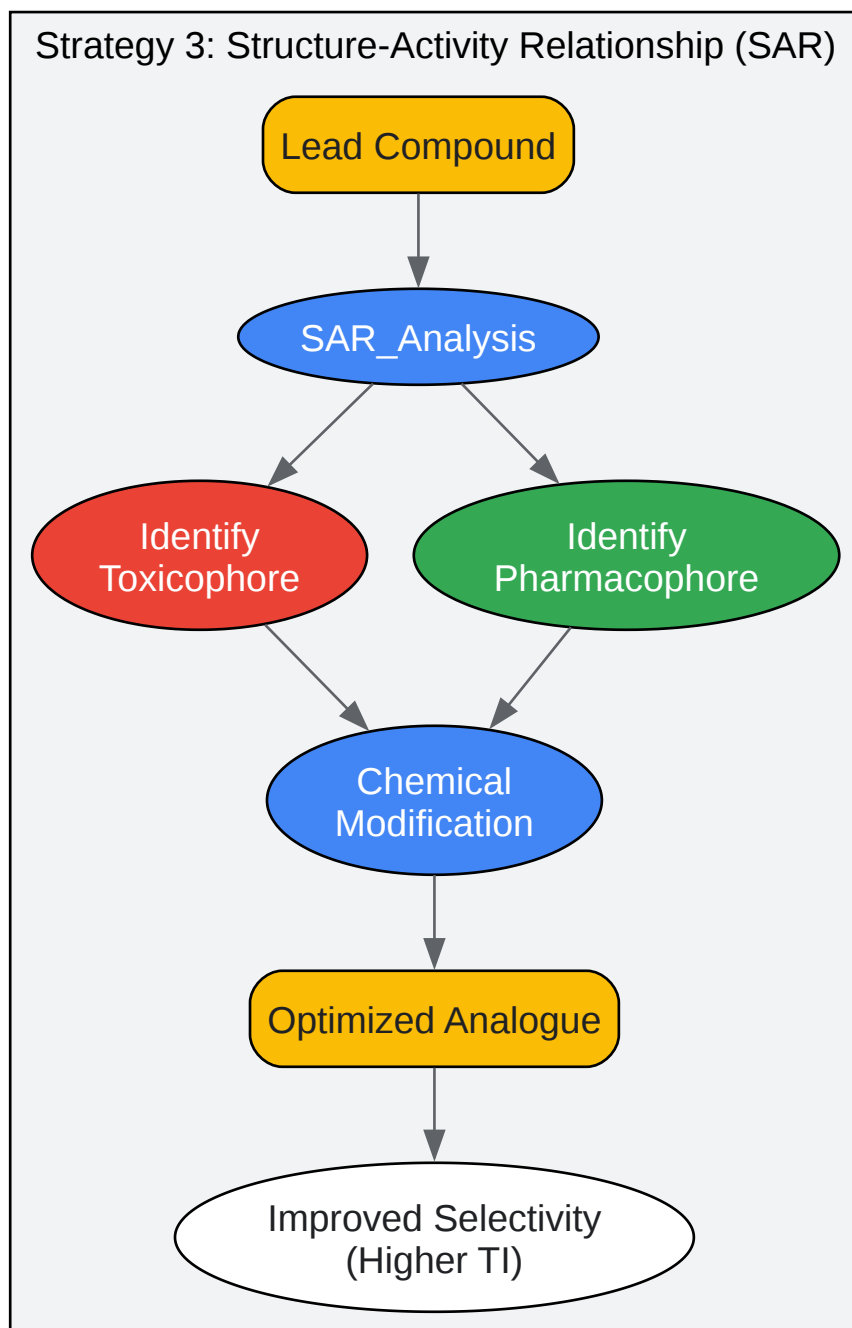 Strategy 3: Structure-Activity Relationship (SAR)
Lead Compound
SAR_Analysis
Identify
Toxicophore
Identify
Pharmacophore
Chemical
Modification
Optimized Analogue
Improved Selectivity
(Higher TI)